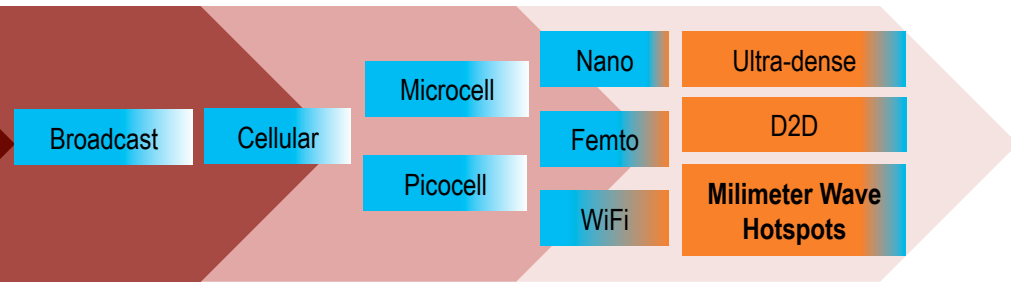 Broadcast
Cellular
Microcell
Picocell
Nano
Femto
WiFi
Ultra-dense
D2D
Milimeter Wave
Hotspots